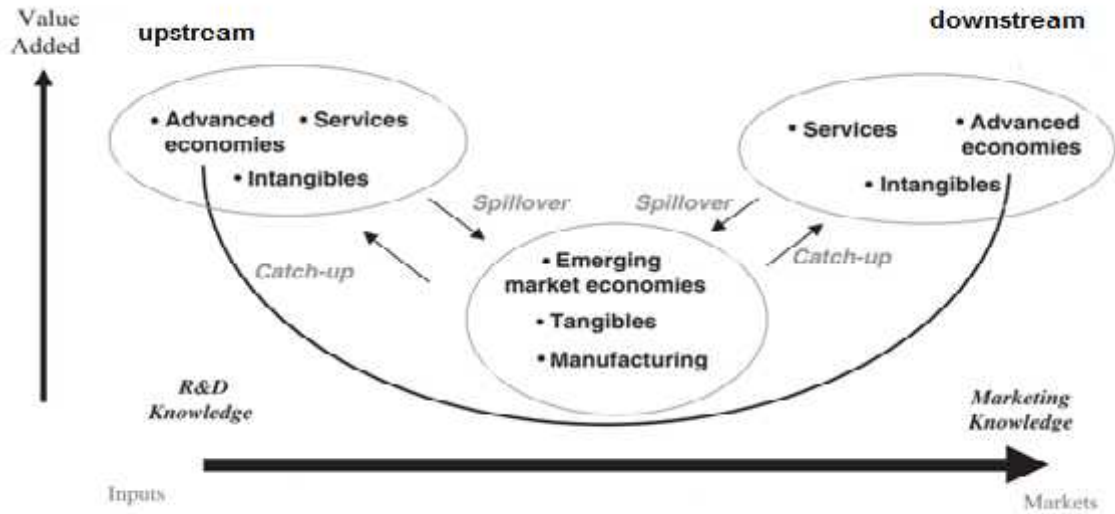 Value
Added
upstream
downstream
• Advanced
economies
• Services
• Intangibles
• Services
• Advanced
economies
• Intangibles
Spillover
Spillover
Catch-up
Catch-up
• Emerging
market economies
• Tangibles
• Manufacturing
R&D
Knowledge
Marketing
Knowledge
Inputs
Markets